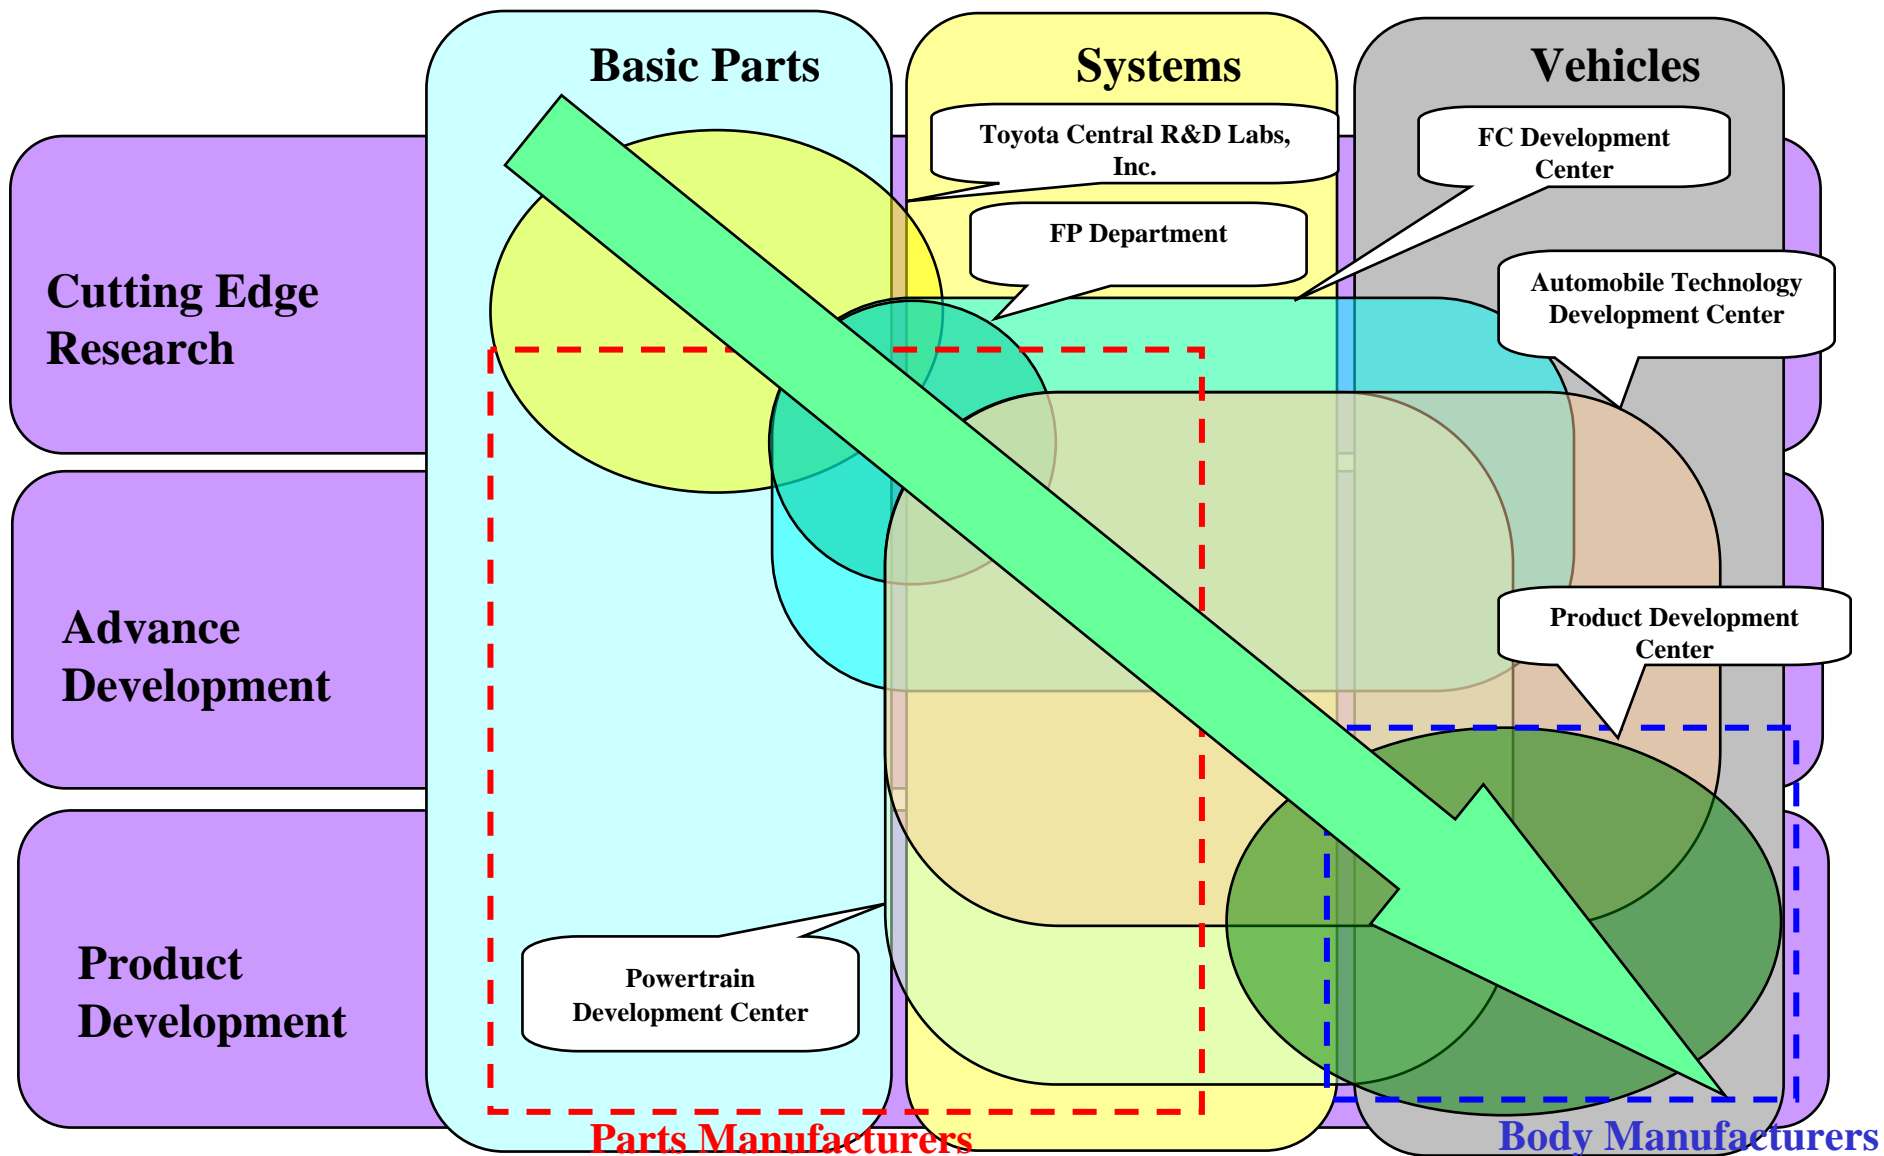 Basic Parts
Systems
Vehicles
Toyota Central R&D Labs,
Inc.
FC Development
Center
FP Department
Cutting Edge
Research
Automobile Technology
Development Center
Advance
Development
Product Development
Center
Product
Development
Powertrain
Development Center
Parts Manufacturers
Body Manufacturers